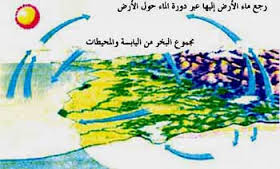 رجع ماء الأرض إليها عبر دورة الماء حول الأرض
مجموع البخر من اليابسة والمحيطات